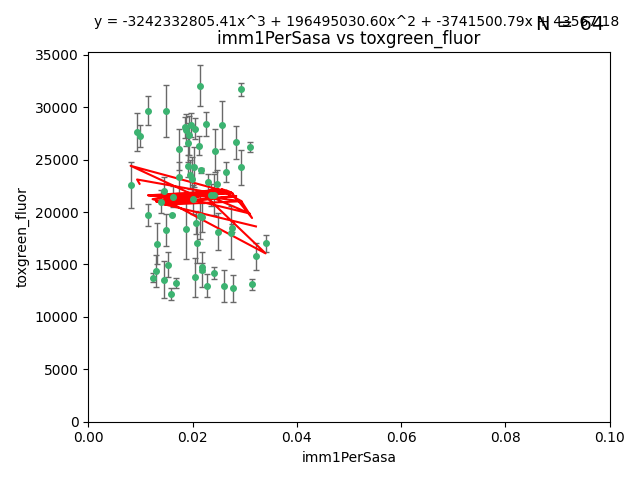 y = -3242332805.41x^3 + 196495030.60x^2 + -3741500.79x +
N = 64
imm1PerSasa vs toxgreen_fluor
35000
30000
25000
20000
15000
10000
5000
0
toxgreen_fluor
0.00 0.02 0.04 0.06 0.08 0.10
imm1PerSasa